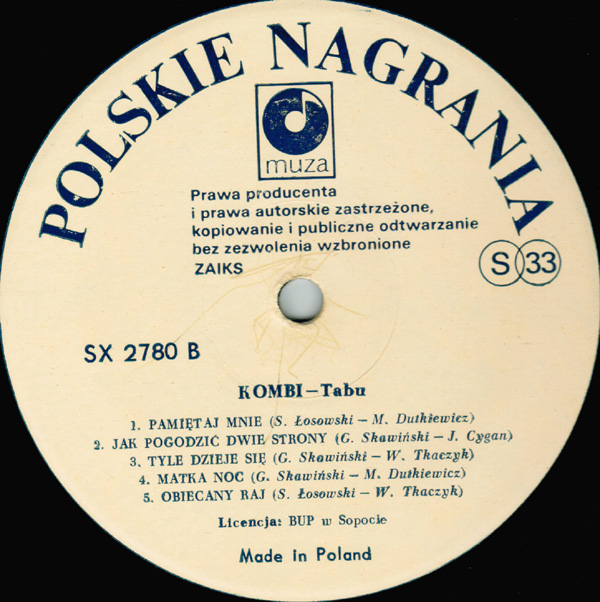 POLSKIE NAGRANIA
muza
Prawa producenta
i prawa autorskie zastrzeżone,
kopiowanie i publiczne odtwarzanie
bez zezwolenia wzbronione
ZAIKS
S 33
SX 2780 B
KOMBI – Tabu
1. PAMIĘTAJ MNIE (S. Łosowski – M. Dutkiewicz)
2. JAK POGODZIĆ DWIE STRONY (G. Skawiński – J. Cygan)
3. TYLE DZIEJE SIĘ (G. Skawiński – W. Tkaczyk)
4. MATKA NOC (G. Skawiński – M. Dutkiewicz)
5. OBIECANY RAJ (S. Łosowski – W. Tkaczyk)
Licencja: BUP w Sopocie
Made in Poland